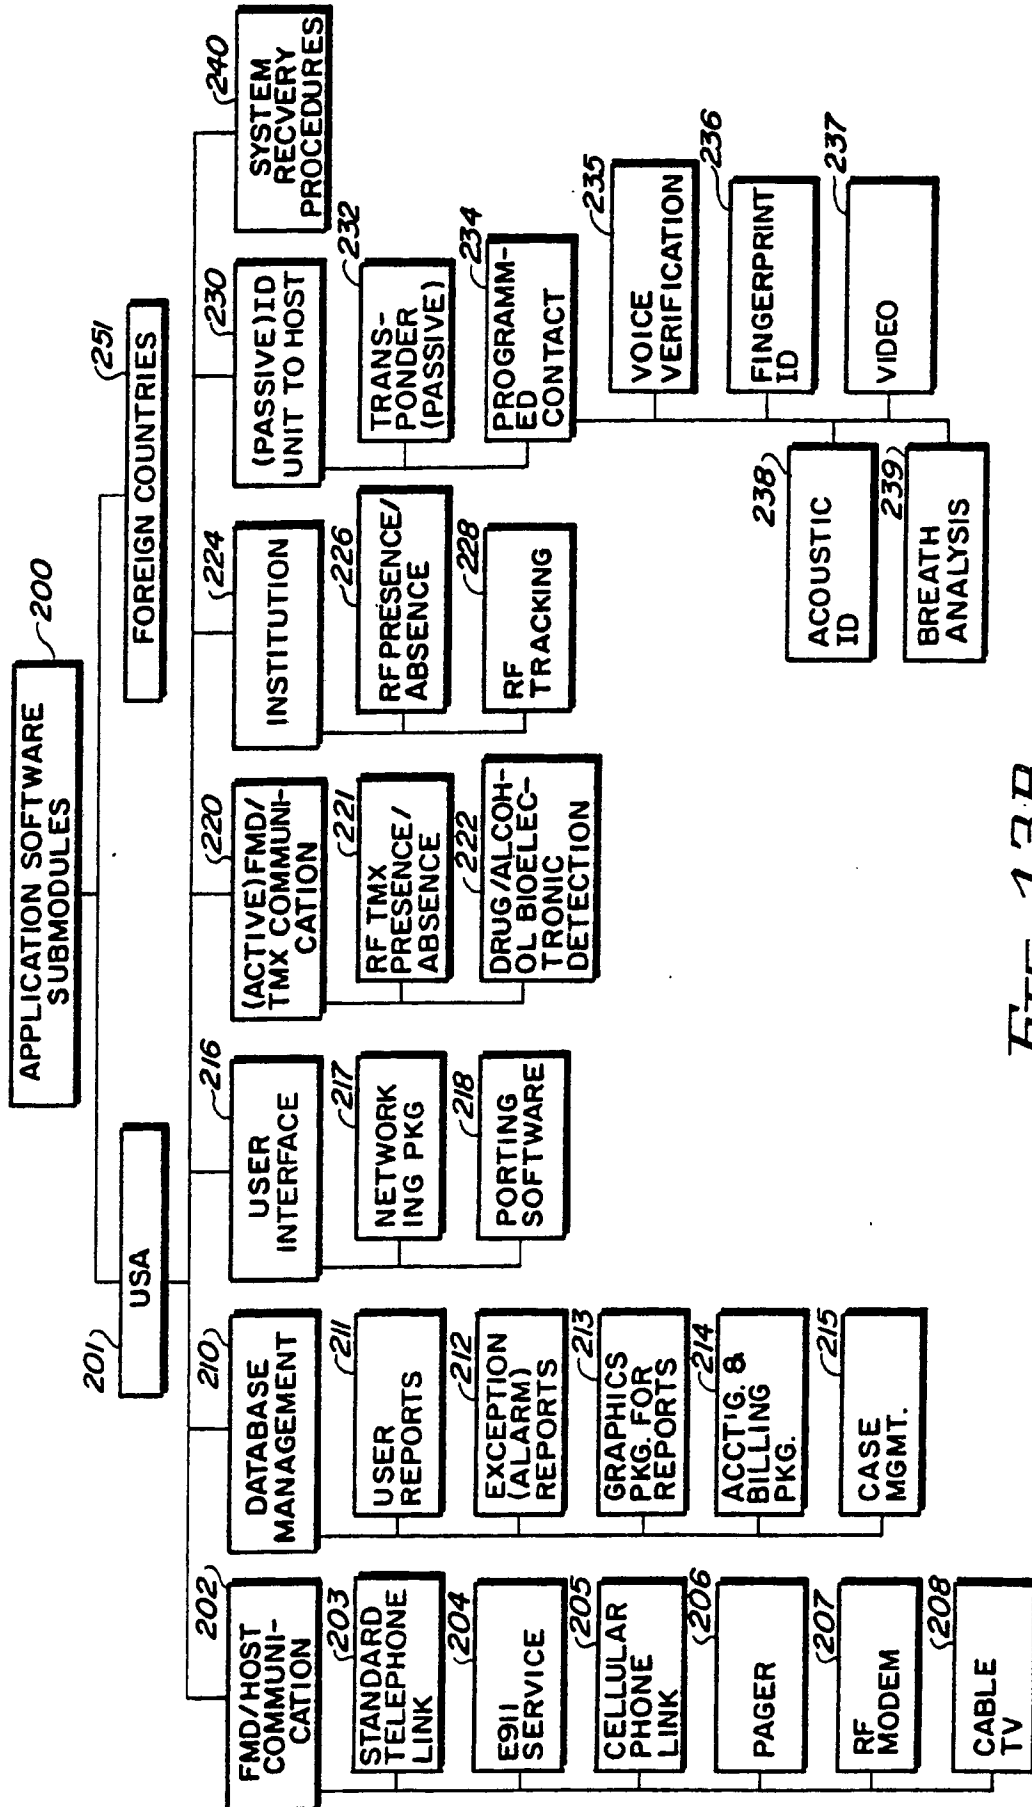 APPLICATION SOFTWARE
SUBMODULES
200
201
USA
FOREIGN COUNTRIES
251
202
FMD/HOST
COMMUNI-
CATION
203
STANDARD
TELEPHONE
LINK
204
E911
SERVICE
205
CELLULAR
PHONE
LINK
206
PAGER
207
RF
MODEM
208
CABLE
TV
210
DATABASE
MANAGEMENT
211
USER
REPORTS
212
EXCEPTION
(ALARM)
REPORTS
213
GRAPHICS
PKG. FOR
REPORTS
214
ACCT'G. &
BILLING
PKG.
215
CASE
MGMT.
216
USER
INTERFACE
217
NETWORK
ING PKG
218
PORTING
SOFTWARE
220
(ACTIVE)FMD/
TMX COMMUNI-
CATION
221
RF TMX
PRESENCE/
ABSENCE
222
DRUG/ALCOH-
OL BIOELEC-
TRONIC
DETECTION
224
INSTITUTION
226
RF PRESENCE/
ABSENCE
228
RF
TRACKING
230
(PASSIVE)ID
UNIT TO HOST
232
TRANS-
PONDER
(PASSIVE)
234
PROGRAMM-
ED
CONTACT
235
VOICE
VERIFICATION
236
FINGERPRINT
ID
237
VIDEO
238
ACOUSTIC
ID
239
BREATH
ANALYSIS
240
SYSTEM
RECVERY
PROCEDURES